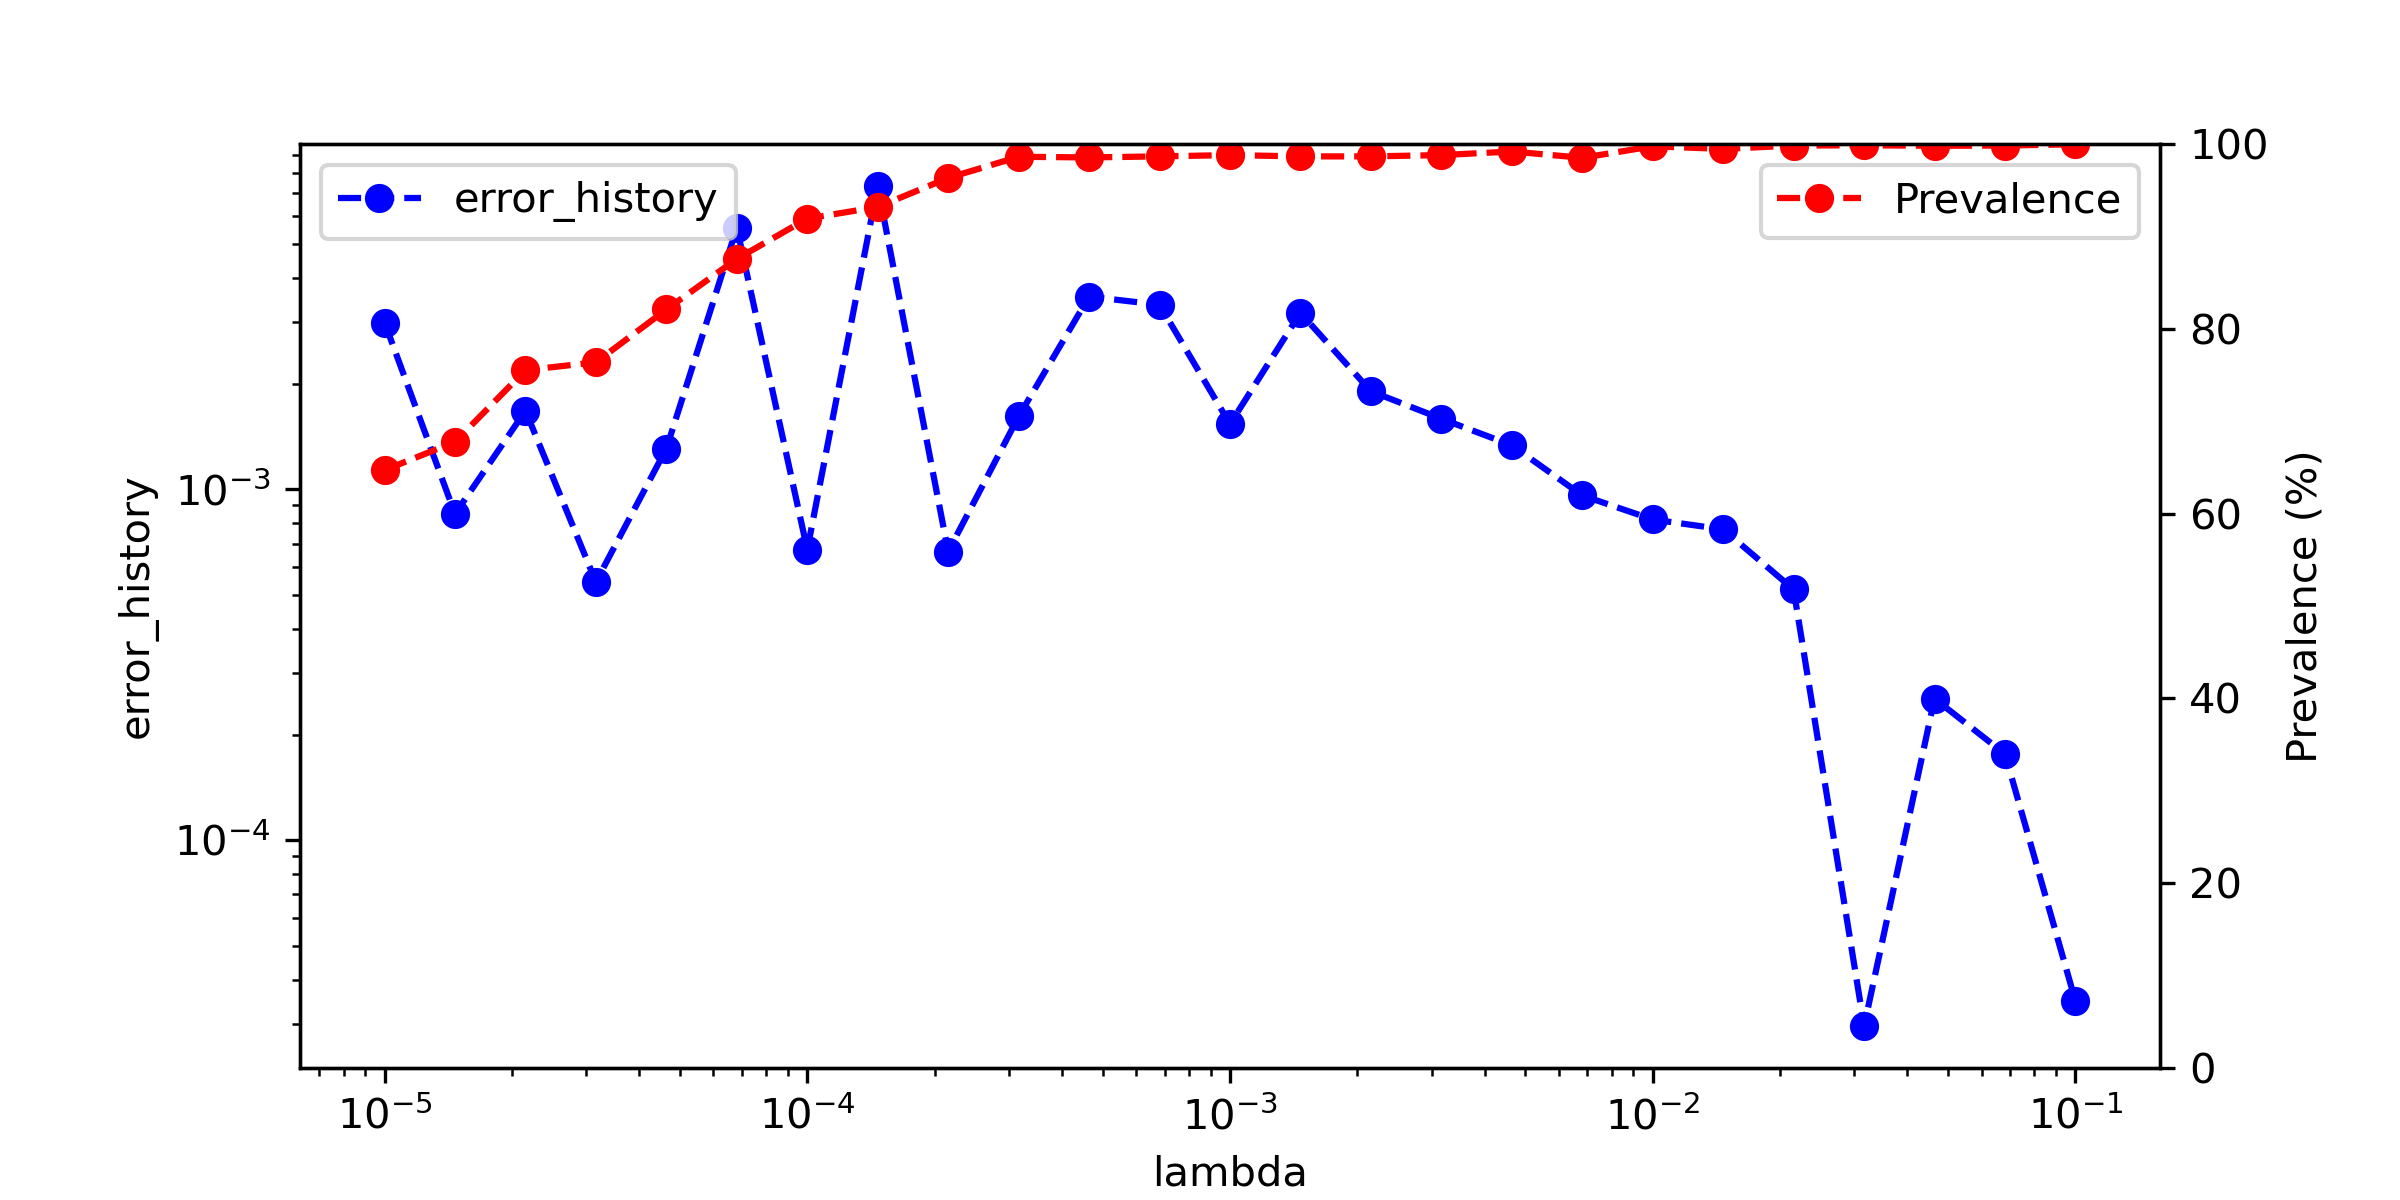 error_history
Prevalence
error_history
10⁻³
10⁻⁴
100
80
60
40
20
0
Prevalence (%)
10⁻⁵
10⁻⁴
10⁻³
10⁻²
10⁻¹
lambda